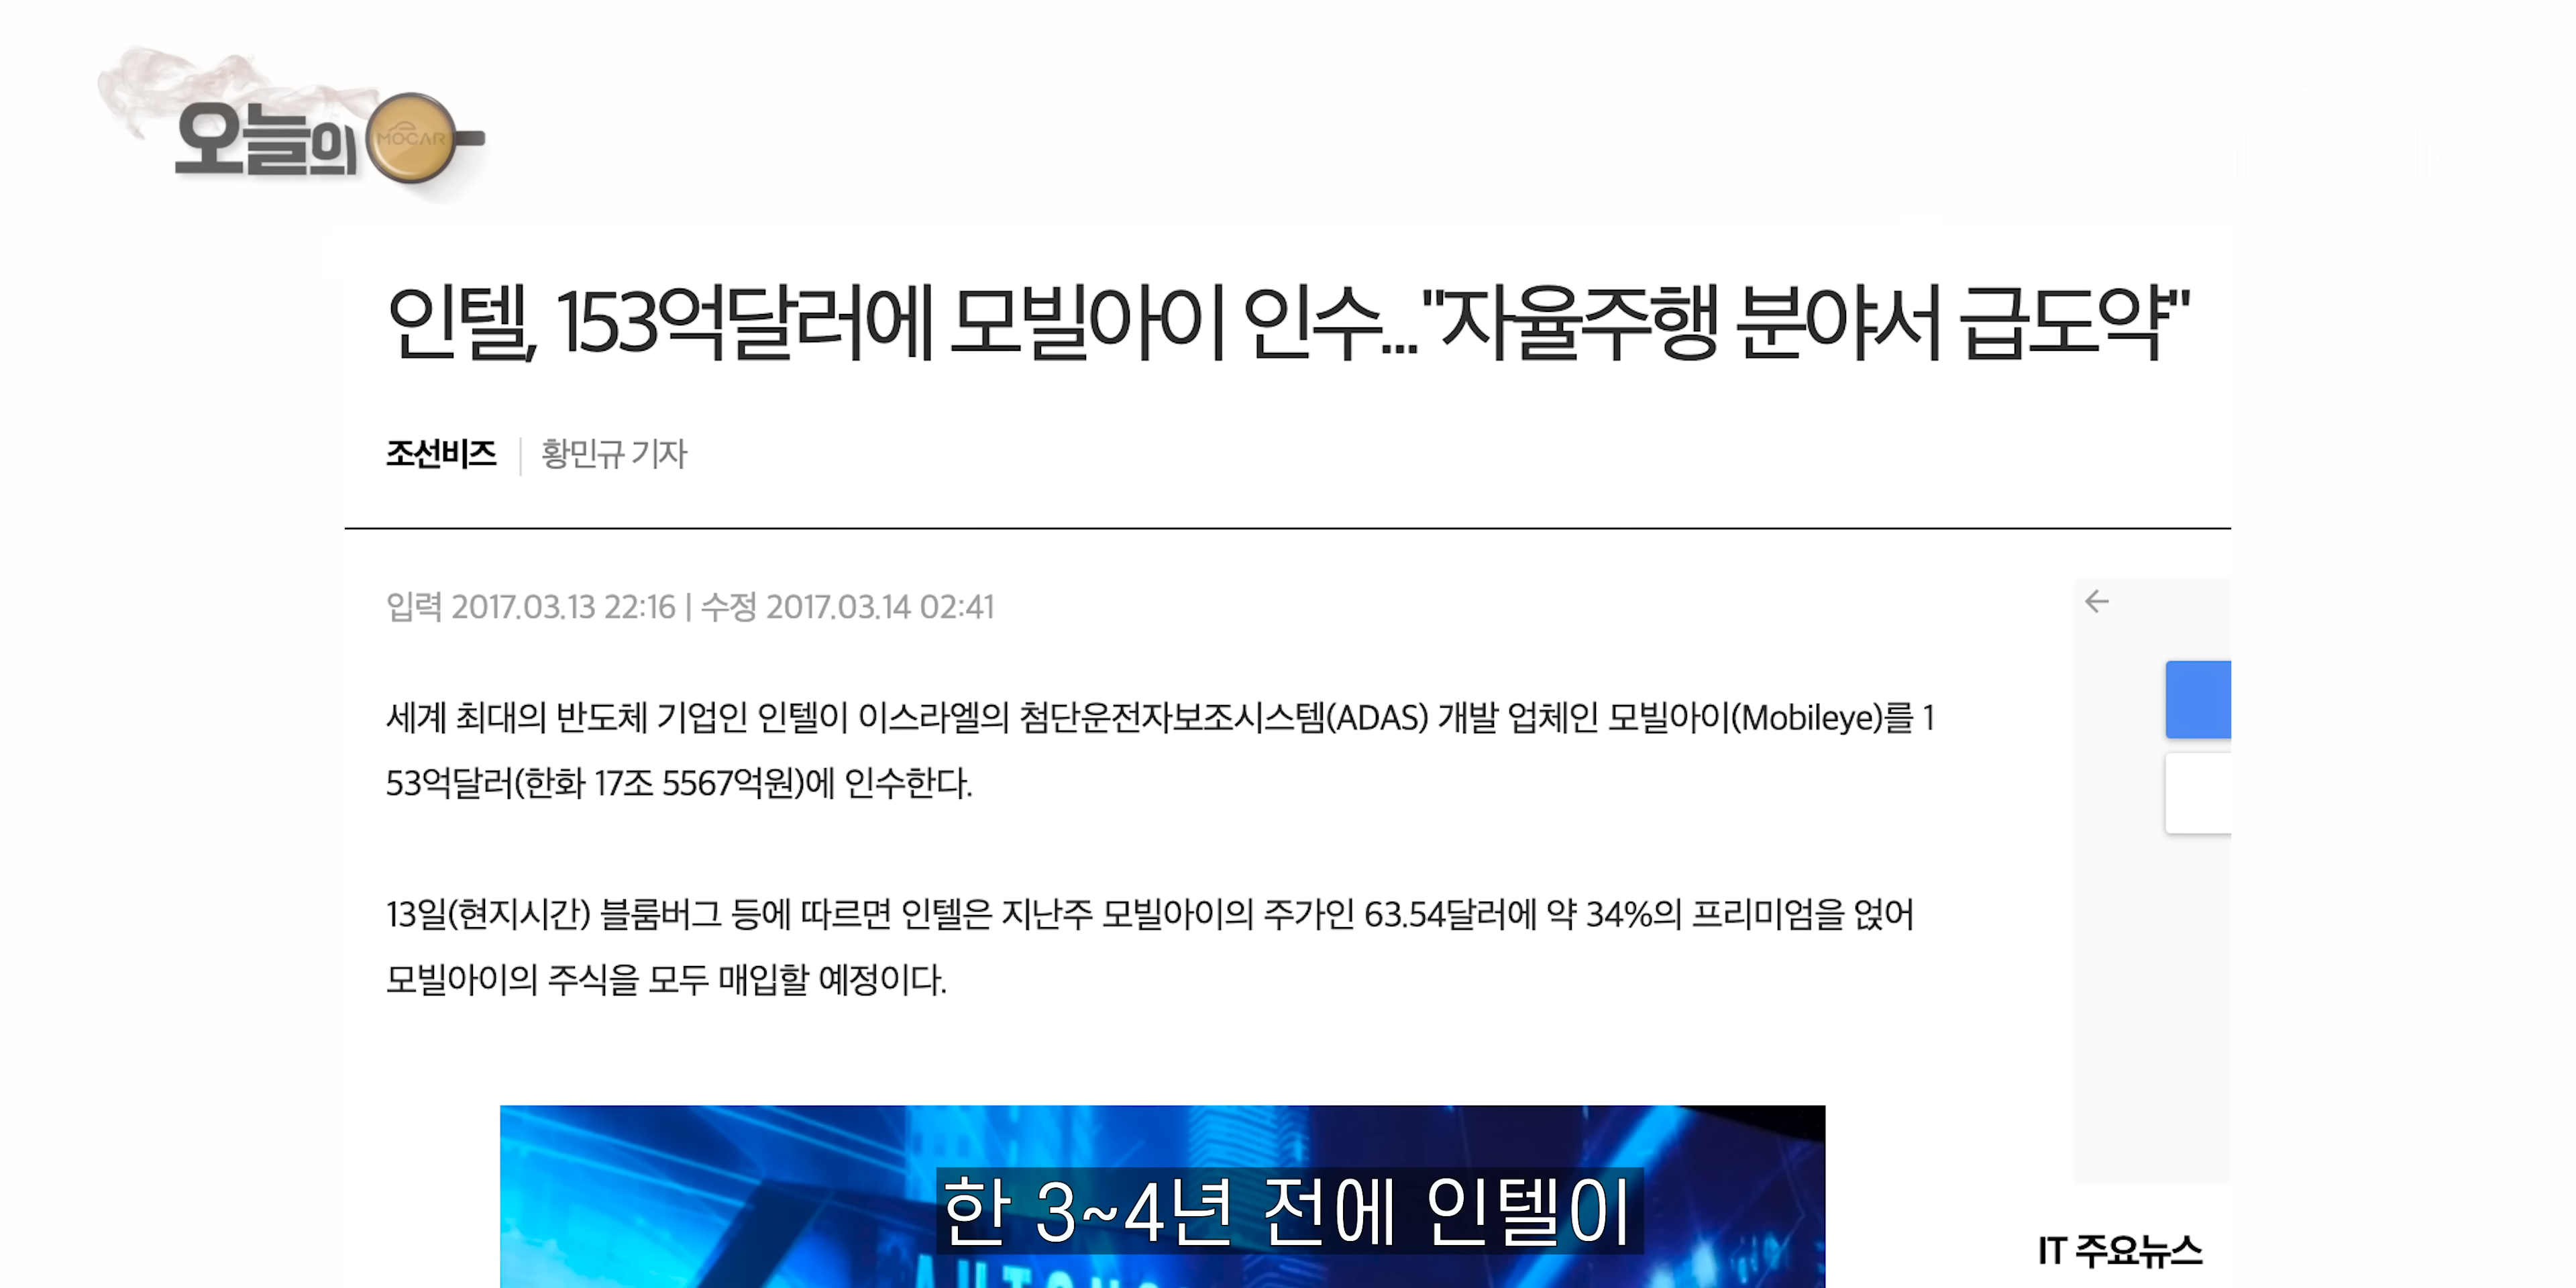 오늘의 MOCAR
인텔, 153억달러에 모빌아이 인수..."자율주행 분야서 급도약"
조선비즈 | 황민규 기자
입력 2017.03.13 22:16 | 수정 2017.03.14 02:41
세계 최대의 반도체 기업인 인텔이 이스라엘의 첨단운전자보조시스템(ADAS) 개발 업체인 모빌아이(Mobileye)를 1
53억달러(한화 17조 5567억원)에 인수한다.
13일(현지시간) 블룸버그 등에 따르면 인텔은 지난주 모빌아이의 주가인 63.54달러에 약 34%의 프리미엄을 얹어
모빌아이의 주식을 모두 매입할 예정이다.
한 3~4년 전에 인텔이
IT 주요뉴스